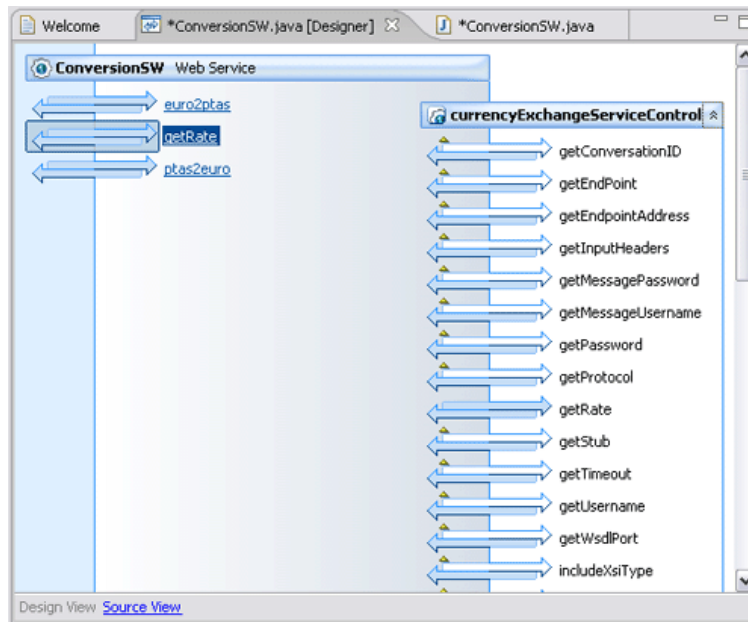 Welcome
*ConversionSW.java [Designer]
*ConversionSW.java
ConversionSW Web Service
euro2ptas
getRate
ptas2euro
currencyExchangeServiceControl
getConversationID
getEndPoint
getEndpointAddress
getInputHeaders
getMessagePassword
getMessageUsername
getPassword
getProtocol
getRate
getStub
getTimeout
getUsername
getWsdlPort
includeXsiType
Design View Source View